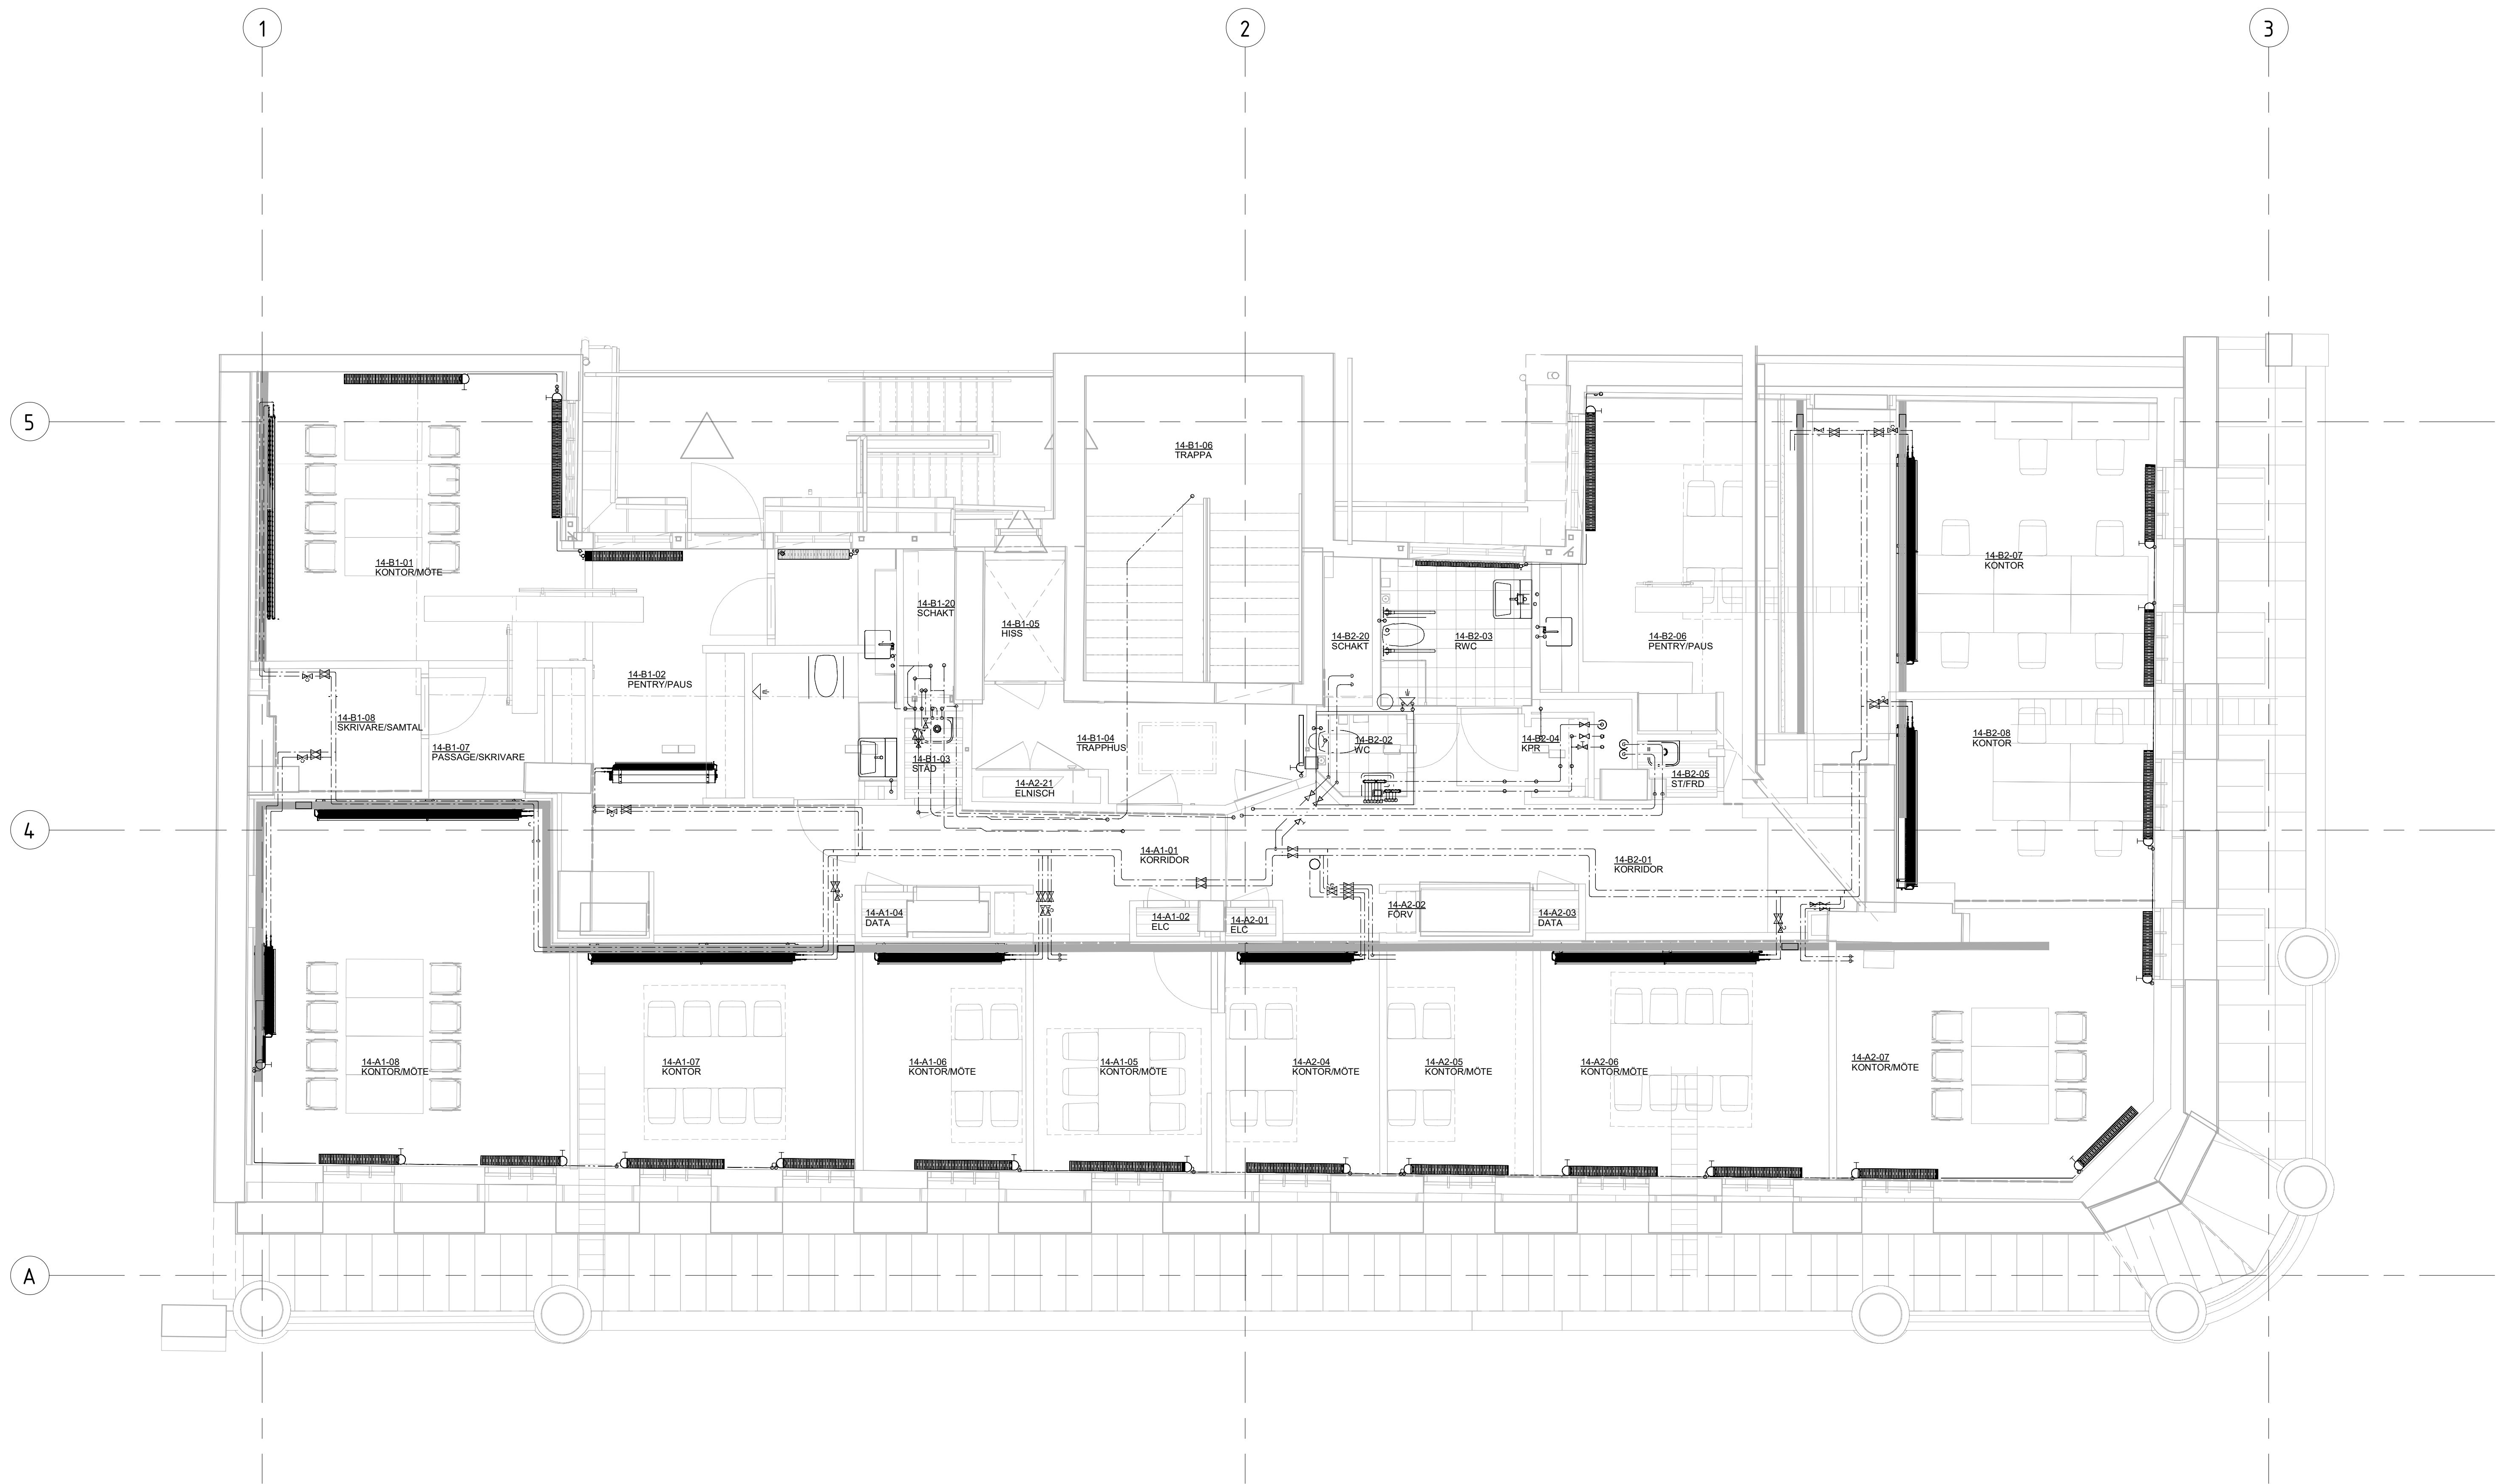 1
2
3
5
14-B1-06
TRAPPA
14-B1-01
KONTOR/MÖTE
14-B2-07
KONTOR
14-B1-20
SCHAKT
14-B1-05
HISS
14-B2-20
SCHAKT
14-B2-03
RWC
14-B2-06
PENTRY/PAUS
14-B1-02
PENTRY/PAUS
14-B1-08
SKRIVARE/SAMTAL
14-B1-07
PASSAGE/SKRIVARE
14-B1-04
TRAPPHUS
14-B2-02
WC
14-B2-04
KPR
14-B2-08
KONTOR
14-B1-03
STÄD
14-A2-21
ELNISCH
14-B2-05
ST/FRD
4
14-A1-01
KORRIDOR
14-B2-01
KORRIDOR
14-A1-04
DATA
14-A1-02
ELC
14-A2-01
ELC
14-A2-02
FÖRV
14-A2-03
DATA
14-A1-08
KONTOR/MÖTE
14-A1-07
KONTOR
14-A1-06
KONTOR/MÖTE
14-A1-05
KONTOR/MÖTE
14-A2-04
KONTOR/MÖTE
14-A2-05
KONTOR/MÖTE
14-A2-06
KONTOR/MÖTE
14-A2-07
KONTOR/MÖTE
A